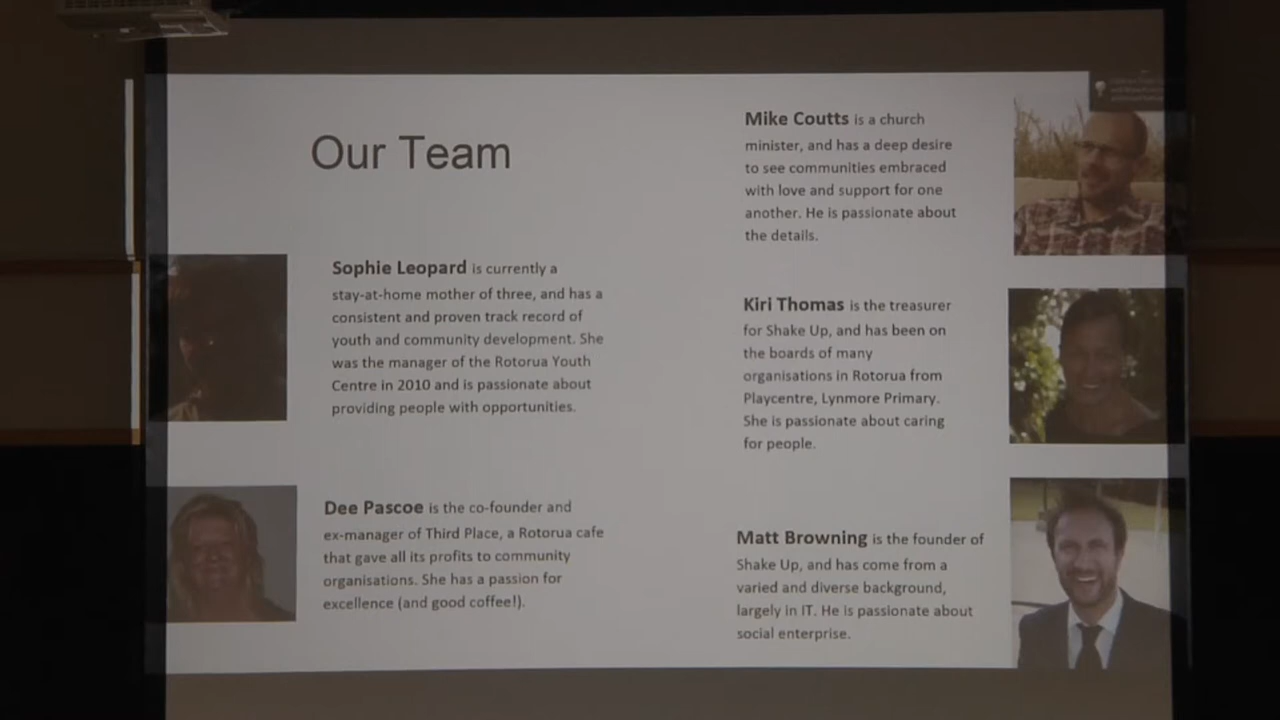 Our Team
Sophie Leopard is currently a
stay-at-home mother of three, and has a
consistent and proven track record of
youth and community development. She
was the manager of the Rotorua Youth
Centre in 2010 and is passionate about
providing people with opportunities.
Dee Pascoe is the co-founder and
ex-manager of Third Place, a Rotorua cafe
that gave all its profits to community
organisations. She has a passion for
excellence (and good coffee!).
Mike Coutts is a church
minister, and has a deep desire
to see communities embraced
with love and support for one
another. He is passionate about
the details.
Kiri Thomas is the treasurer
for Shake Up, and has been on
the boards of many
organisations in Rotorua from
Playcentre, Lynmore Primary.
She is passionate about caring
for people.
Matt Browning is the founder of
Shake Up, and has come from a
varied and diverse background,
largely in IT. He is passionate about
social enterprise.